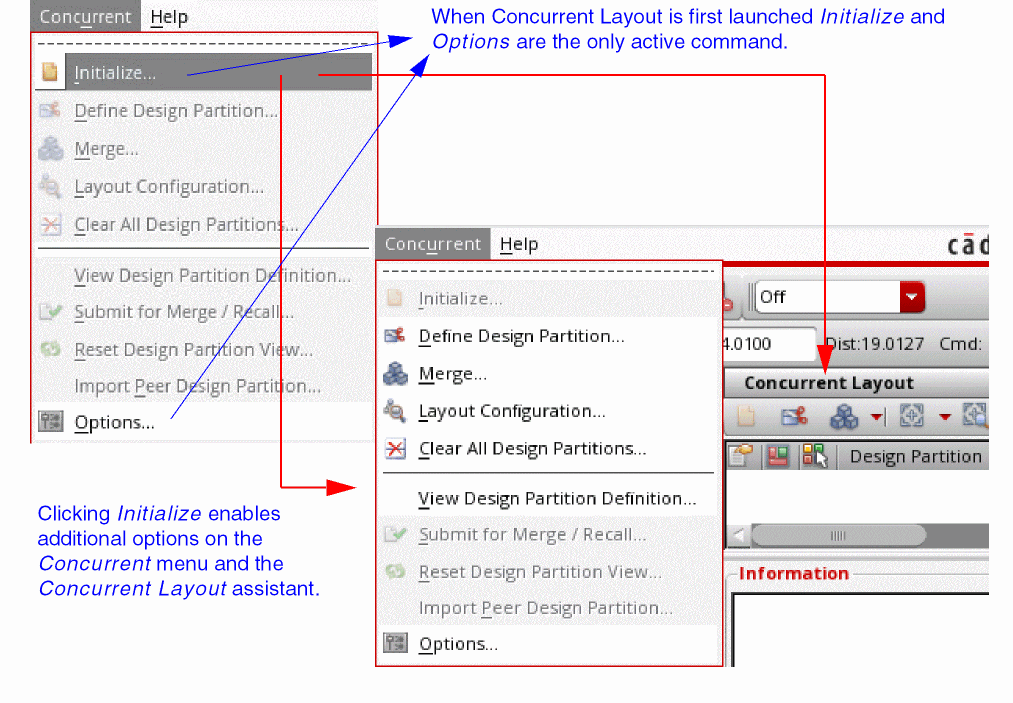 Concurrent Help
When Concurrent Layout is first launched Initialize and
Options are the only active command.
Initialize...
Define Design Partition...
Merge...
Layout Configuration...
Clear All Design Partitions...
View Design Partition Definition...
Submit for Merge / Recall...
Reset Design Partition View...
Import Peer Design Partition...
Options...
Clicking Initialize enables
additional options on the
Concurrent menu and the
Concurrent Layout assistant.
Concurrent Help
Initialize...
Define Design Partition...
Merge...
Layout Configuration...
Clear All Design Partitions...
View Design Partition Definition...
Submit for Merge / Recall...
Reset Design Partition View...
Import Peer Design Partition...
Options...
cād
Off
4.0100 Dist:19.0127 Cmd:
Concurrent Layout
Design Partition
Information